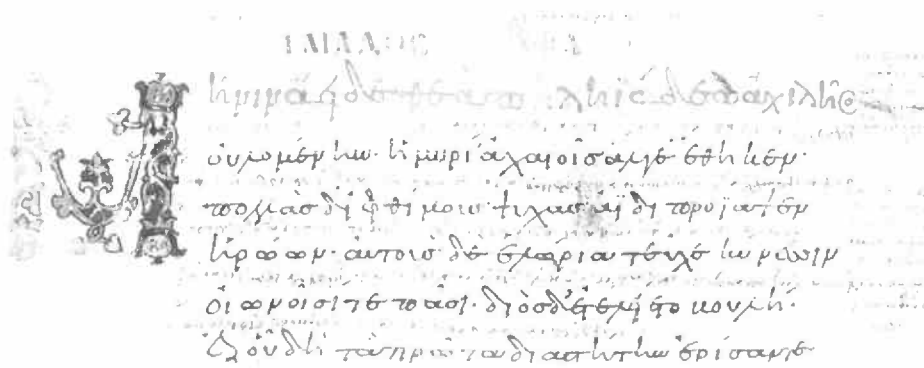 ΙΛΙΑΔΟΣ Α
Μῆνιν ἄειδε θεὰ Πηληϊάδεω ἀχιλῆος
οὐλομένην· ἣ μυρί' ἀχαιοῖς ἄλγε' ἔθηκεν·
πολλὰς δ' ἰφθίμους ψυχὰς ἄϊδι προΐαψεν
ἡρώων· αὐτοὺς δὲ ἑλώρια τεῦχε κύνεσσιν
οἰωνοῖσί τε πᾶσι· διὸς δ' ἐτελείετο βουλή·
ἐξ οὗ δὴ τὰ πρῶτα διαστήτην ἐρίσαντε